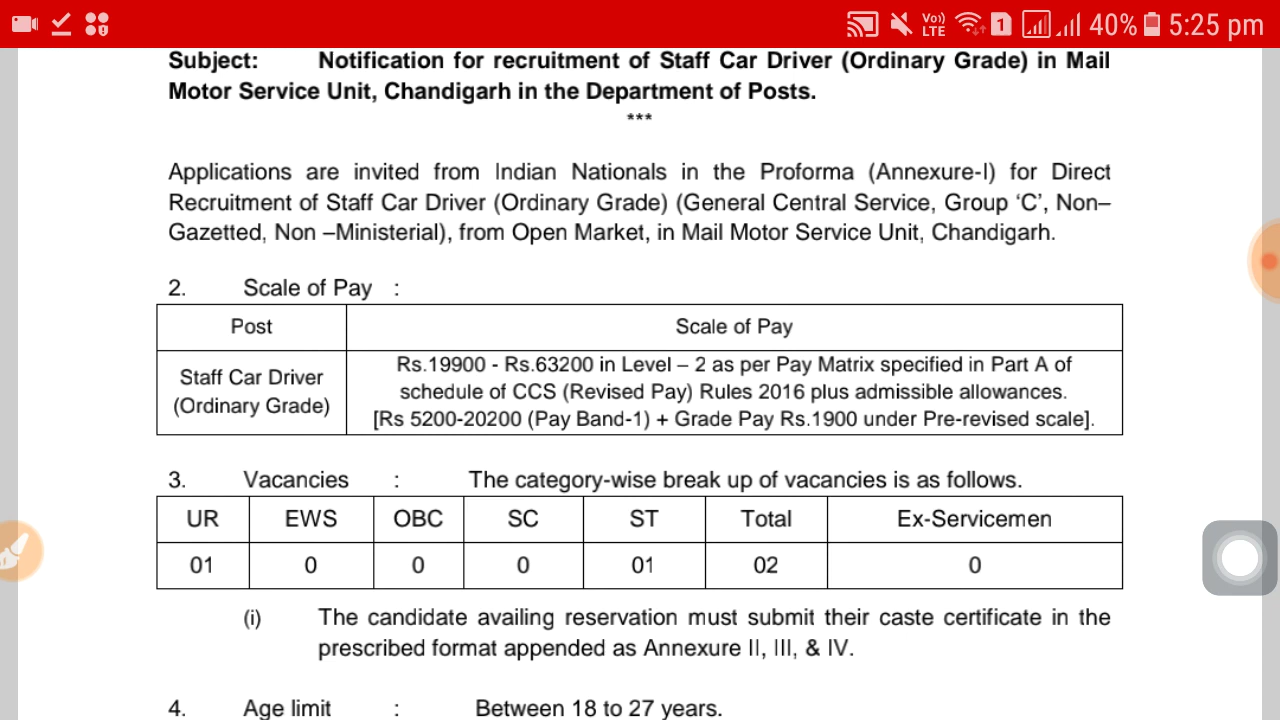 Vo))
LTE
1
40%
5:25 pm
Subject: Notification for recruitment of Staff Car Driver (Ordinary Grade) in Mail
Motor Service Unit, Chandigarh in the Department of Posts.
***
Applications are invited from Indian Nationals in the Proforma (Annexure-I) for Direct
Recruitment of Staff Car Driver (Ordinary Grade) (General Central Service, Group ‘C’, Non–
Gazetted, Non –Ministerial), from Open Market, in Mail Motor Service Unit, Chandigarh.
2. Scale of Pay :
Post Scale of Pay
Staff Car Driver
(Ordinary Grade)
Rs.19900 - Rs.63200 in Level – 2 as per Pay Matrix specified in Part A of
schedule of CCS (Revised Pay) Rules 2016 plus admissible allowances.
[Rs 5200-20200 (Pay Band-1) + Grade Pay Rs.1900 under Pre-revised scale].
3. Vacancies : The category-wise break up of vacancies is as follows.
UR EWS OBC SC ST Total Ex-Servicemen
01 0 0 0 01 02 0
(i) The candidate availing reservation must submit their caste certificate in the
prescribed format appended as Annexure II, III, & IV.
4. Age limit : Between 18 to 27 years.